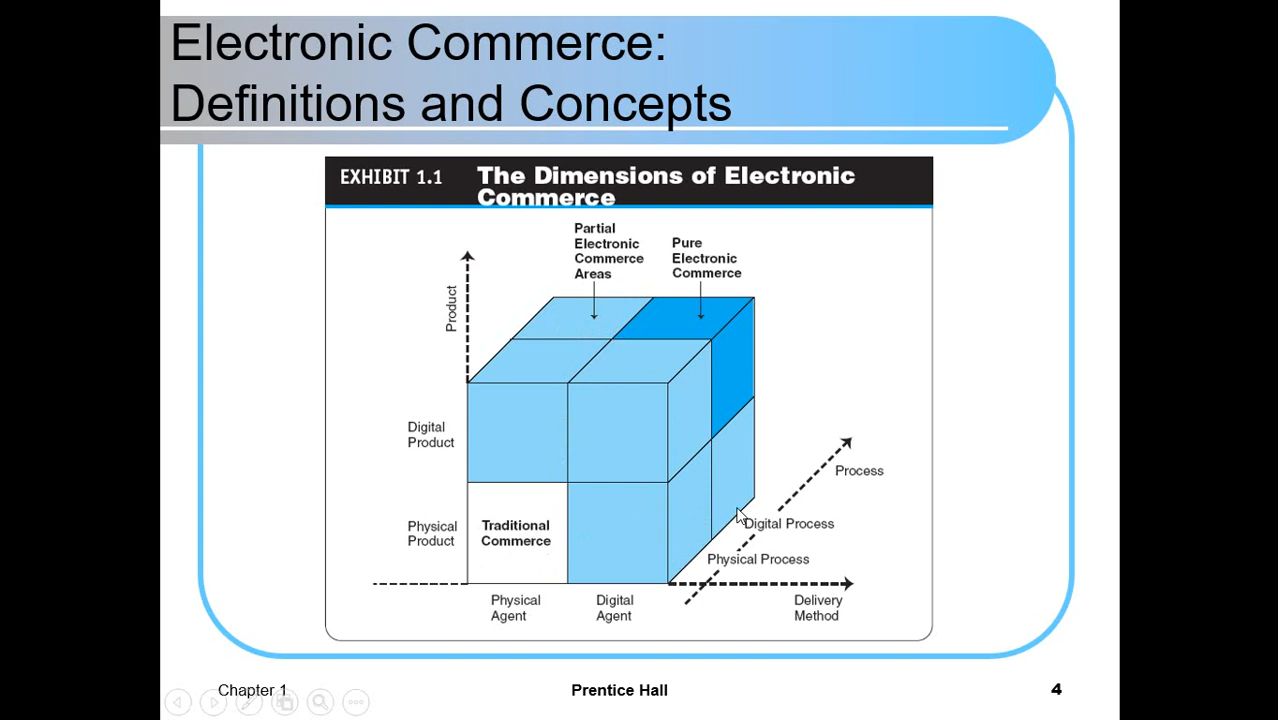 Electronic Commerce:
Definitions and Concepts
EXHIBIT 1.1
The Dimensions of Electronic
Commerce
Partial
Electronic
Commerce
Areas
Pure
Electronic
Commerce
Product
Digital
Product
Physical
Product
Traditional
Commerce
Process
Digital Process
Physical Process
Physical
Agent
Digital
Agent
Delivery
Method
Chapter 1
Prentice Hall
4